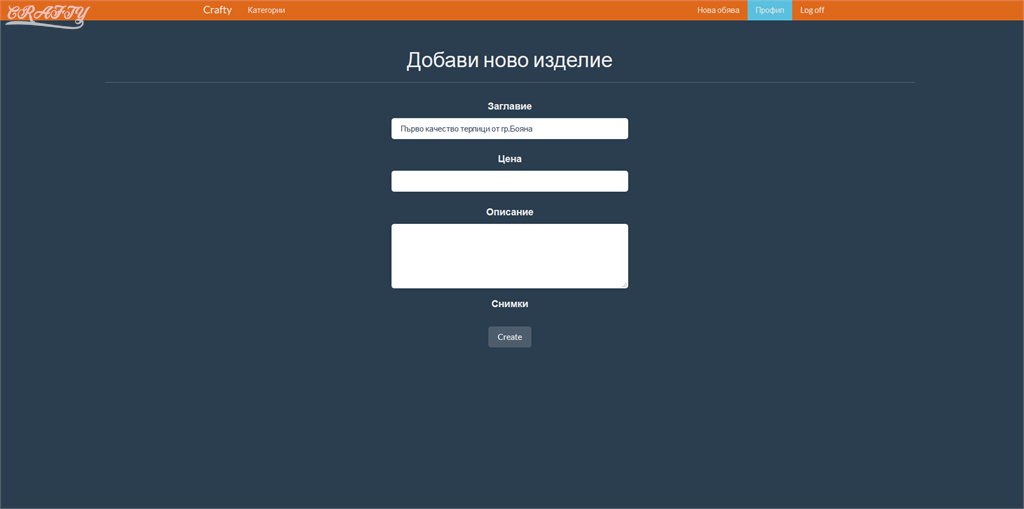 CRAFTY
Crafty Категории Нова обява Профил Log off
Добави ново изделие
Заглавие
Първо качество терлици от гр.Бояна
Цена
Описание
Снимки
Create